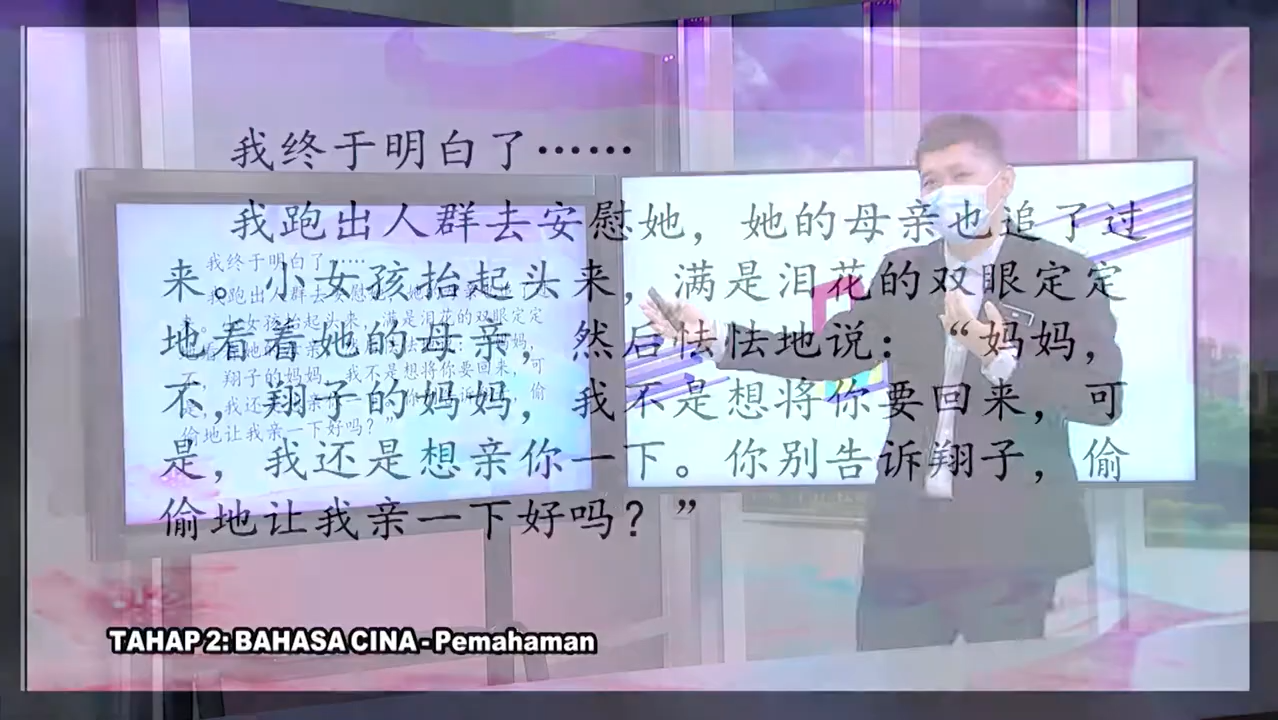 我终于明白了……
我跑出人群去安慰她，她的母亲也追了过
来。小女孩抬起头来，满是泪花的双眼定定
地看着她的母亲，然后怯怯地说：“妈妈，
不，翔子的妈妈，我不是想将你要回来，可
是，我还是想亲你一下。你别告诉翔子，偷
偷地让我亲一下好吗？”
TAHAP 2: BAHASA CINA - Pemahaman